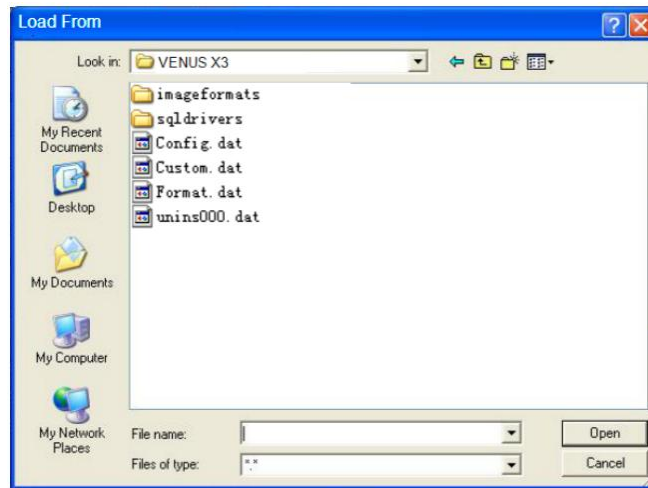 Load From
Look in:
VENUS X3
My Recent
Documents
Desktop
My Documents
My Computer
My Network
Places
imageformats
sqldrivers
Config.dat
Custom.dat
Format.dat
unins000.dat
File name:
Open
Files of type:
*.*
Cancel